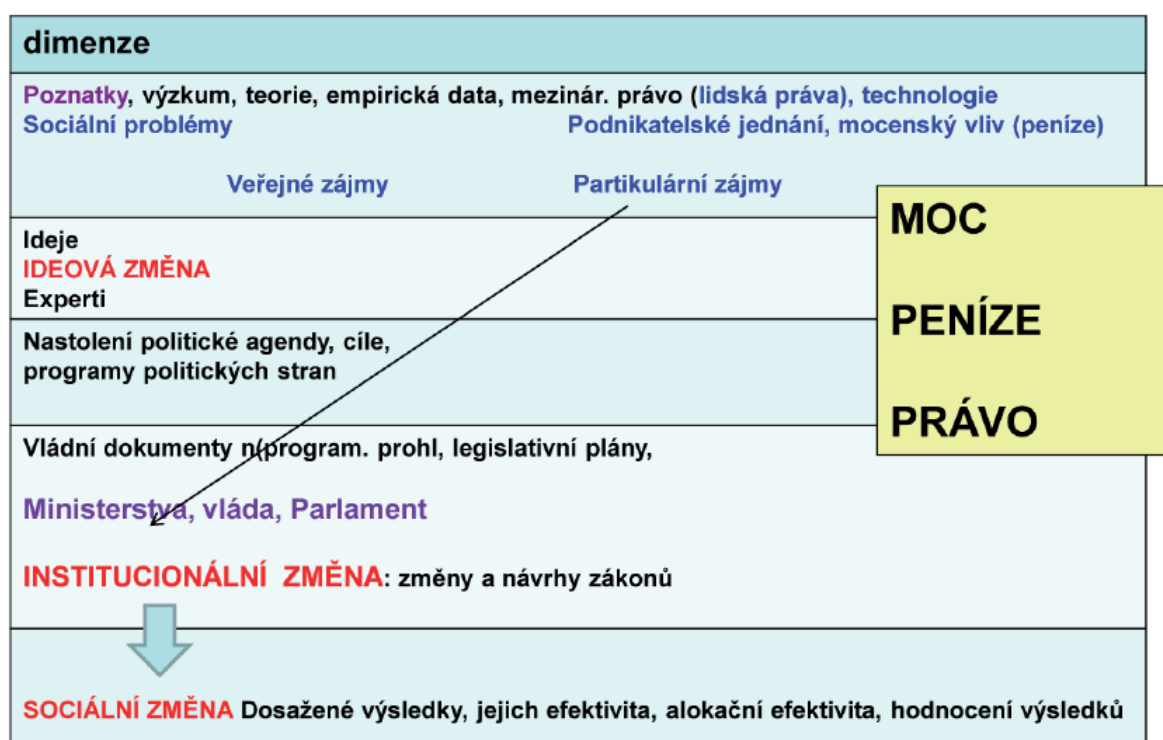 dimenze
Poznatky, výzkum, teorie, empirická data, mezinár. právo (lidská práva), technologie
Sociální problémy Podnikatelské jednání, mocenský vliv (peníze)
Veřejné zájmy Partikulární zájmy
MOC
PENÍZE
PRÁVO
Ideje
IDEOVÁ ZMĚNA
Experti
Nastolení politické agendy, cíle,
programy politických stran
Vládní dokumenty n(program. prohl, legislativní plány,
Ministerstva, vláda, Parlament
INSTITUCIONÁLNÍ ZMĚNA: změny a návrhy zákonů
SOCIÁLNÍ ZMĚNA Dosažené výsledky, jejich efektivita, alokační efektivita, hodnocení výsledků